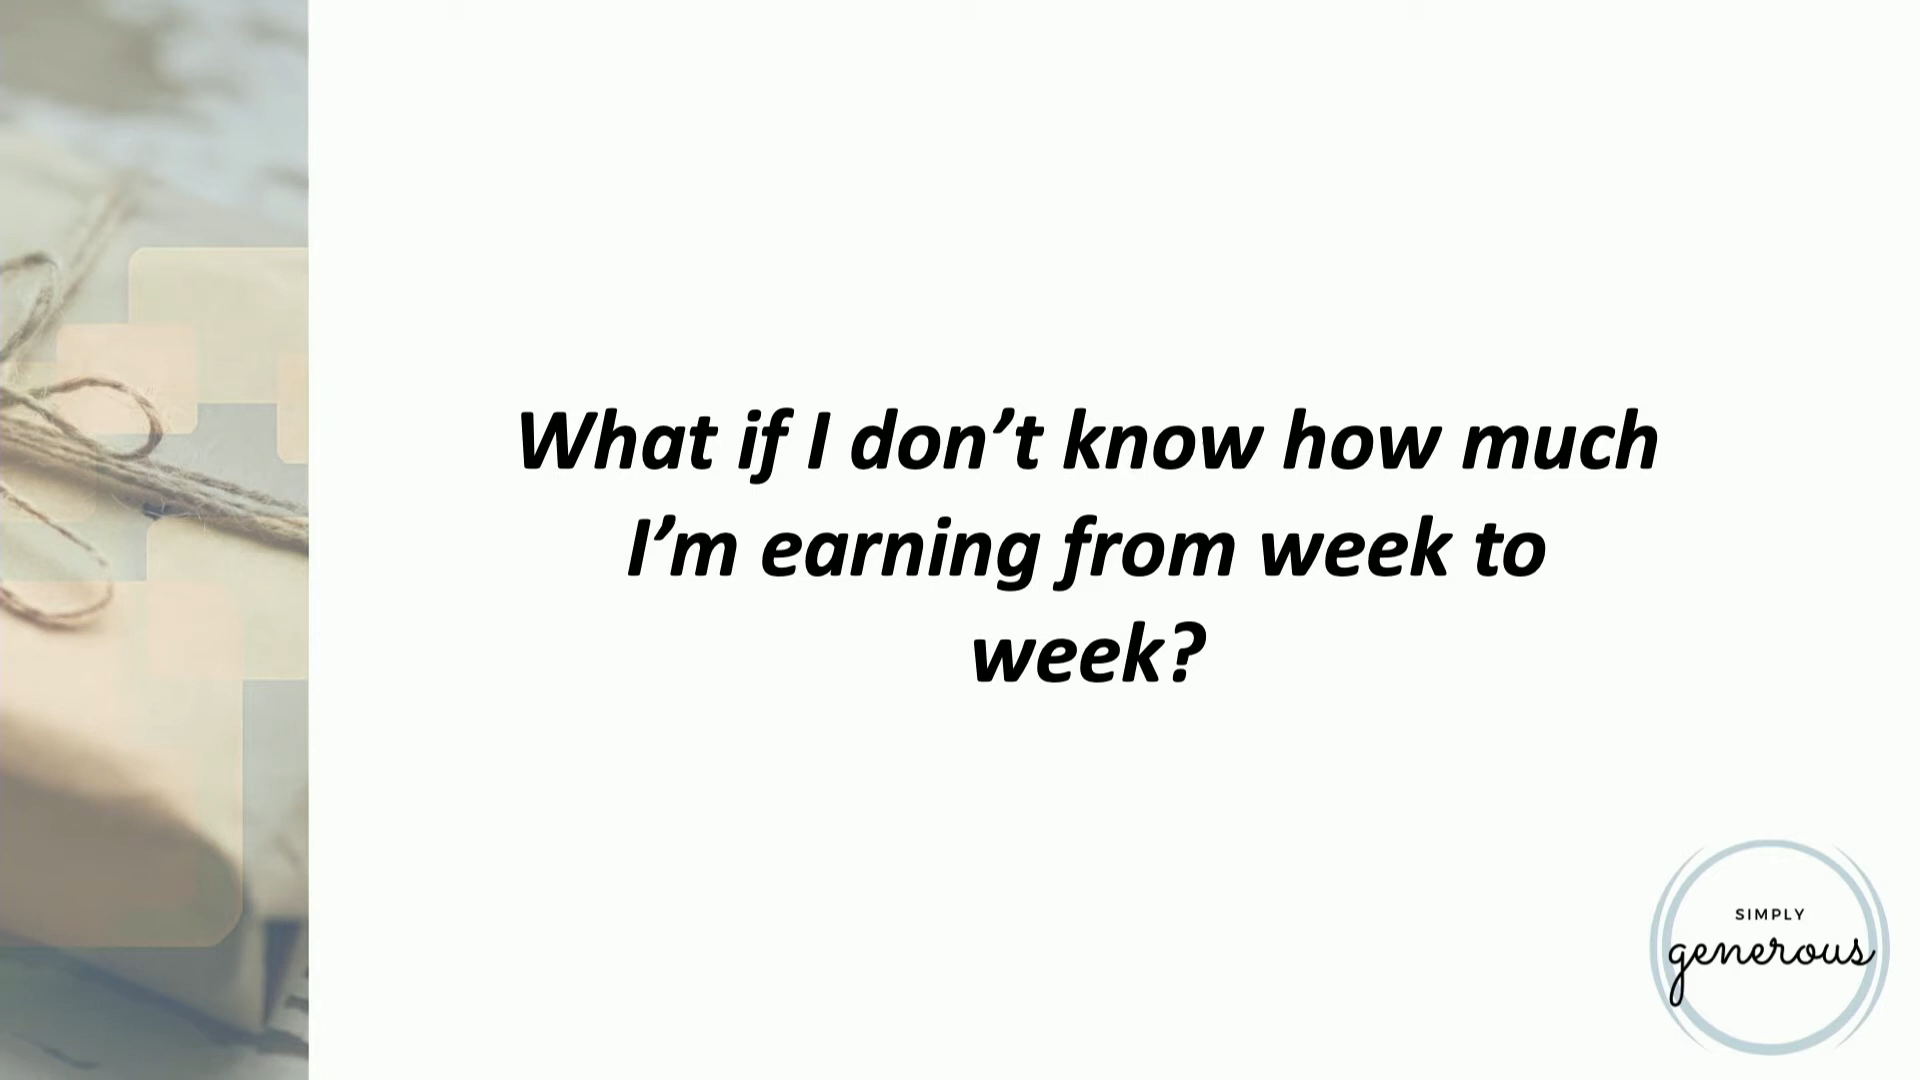 What if I don’t know how much
I’m earning from week to
week?
SIMPLY
generous